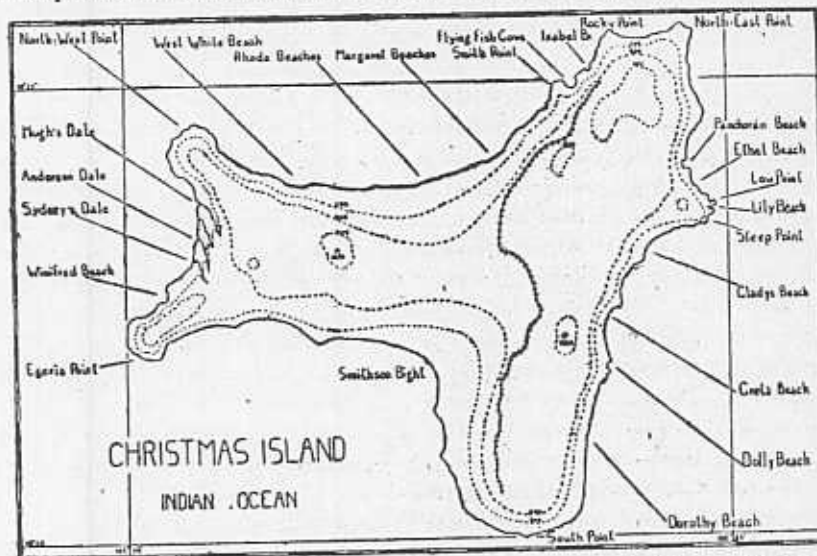 North-West Point
West White Beach
Rhoda Beaches
Margaret Beaches
Flying Fish Cove
Smith Point
Isabel B.
Rocky Point
North-East Point
Hugh's Dale
Anderson Dale
Sydney's Dale
Winifred Beach
Egeria Point
Smithson Bight
Ethel Beach
Low Point
Lily Beach
Steep Point
Gladys Beach
Greta Beach
Dolly Beach
Dorothy Beach
South Point
CHRISTMAS ISLAND
INDIAN OCEAN